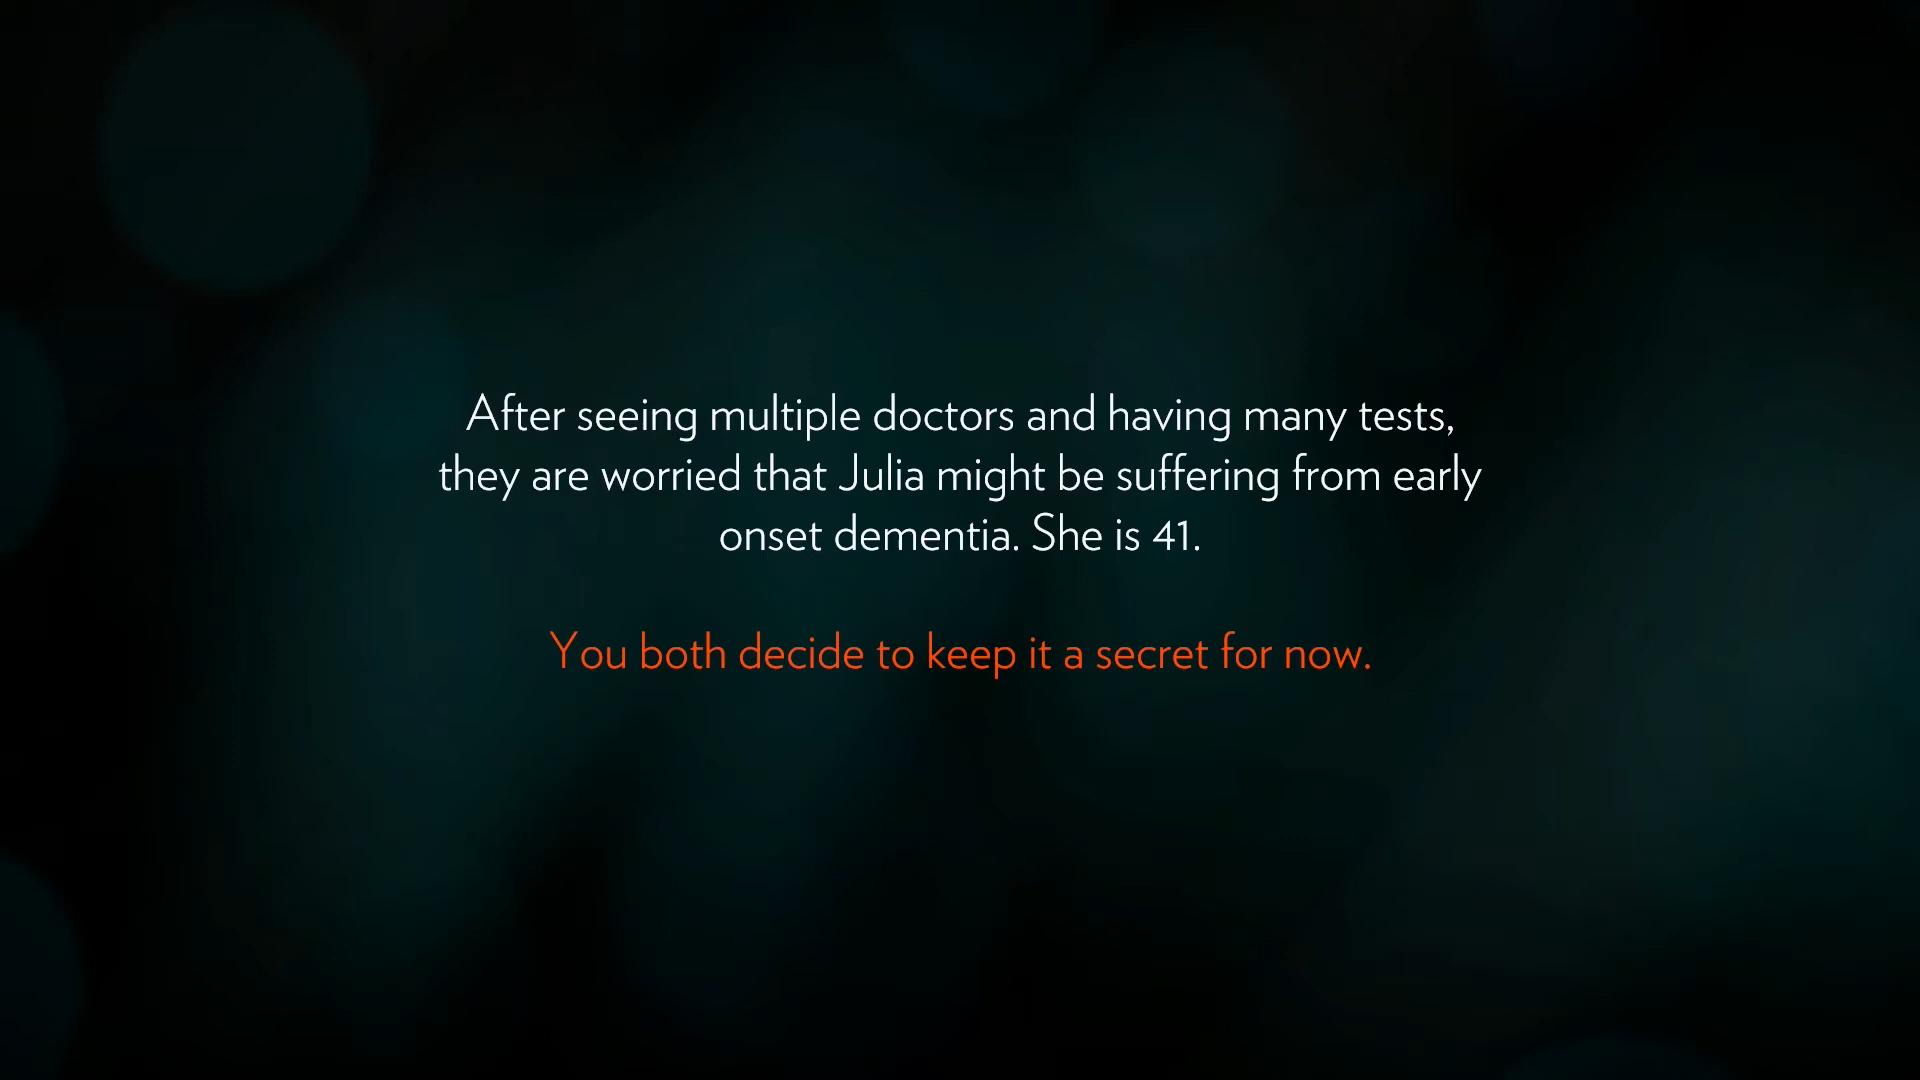 After seeing multiple doctors and having many tests,
they are worried that Julia might be suffering from early
onset dementia. She is 41.
You both decide to keep it a secret for now.